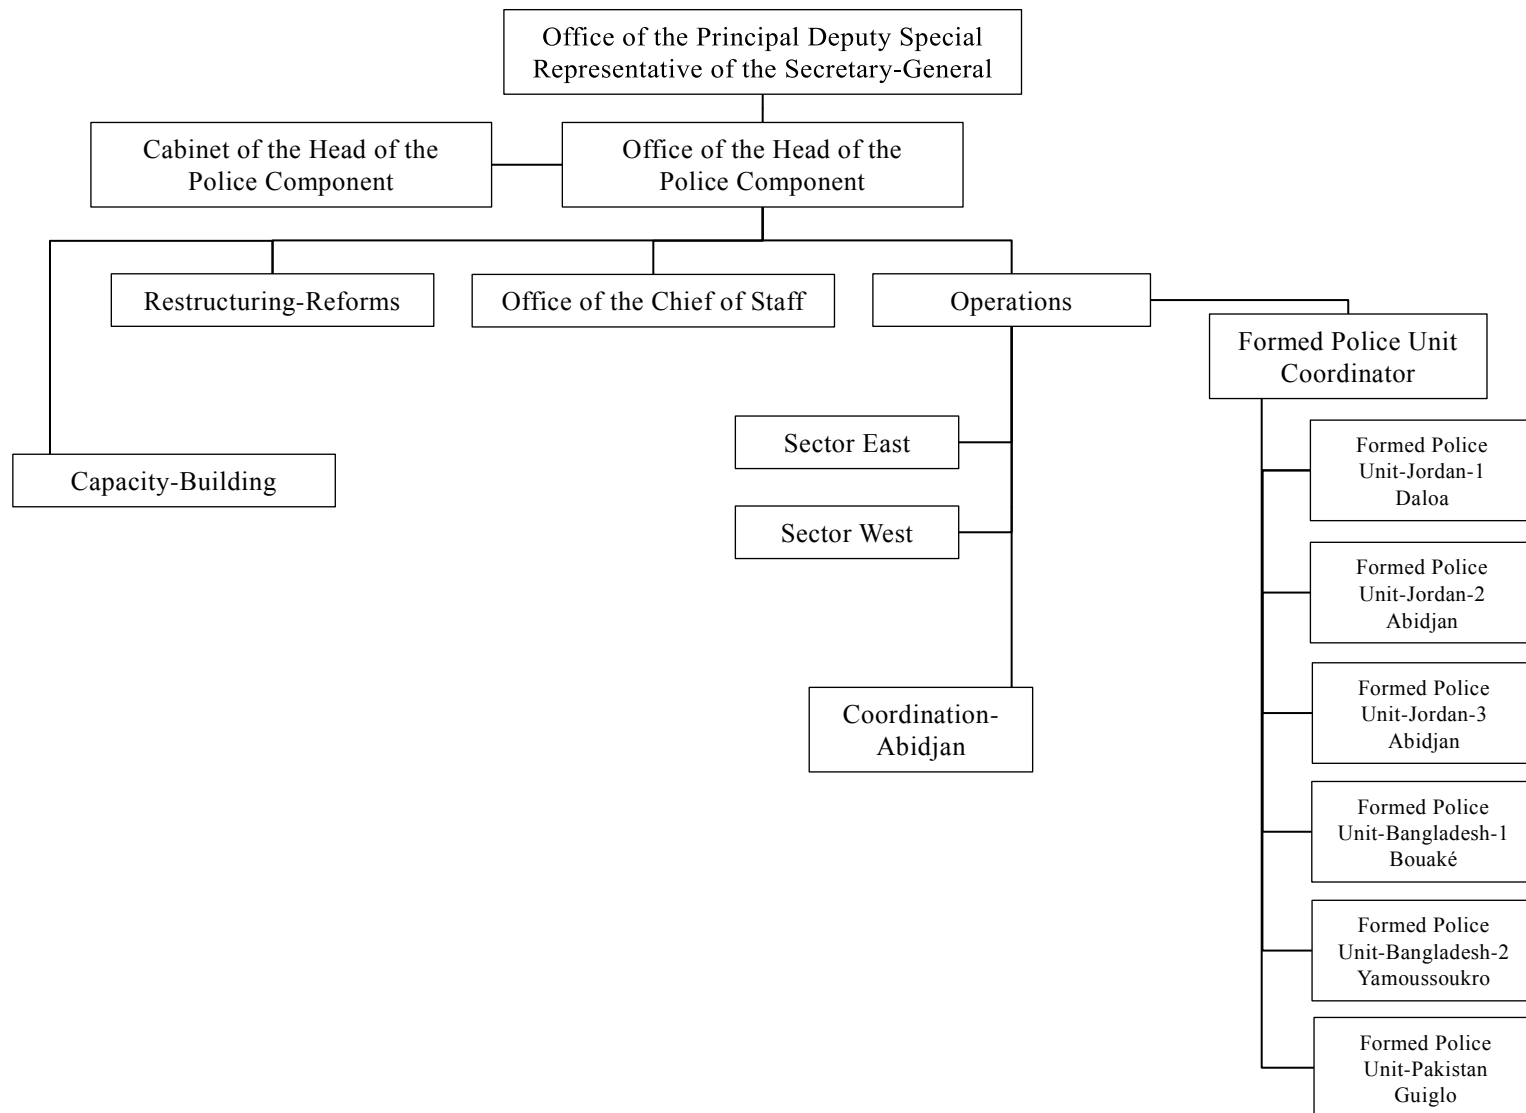 Office of the Principal Deputy Special
Representative of the Secretary-General
Cabinet of the Head of the
Police Component
Office of the Head of the
Police Component
Restructuring-Reforms
Office of the Chief of Staff
Operations
Formed Police Unit
Coordinator
Capacity-Building
Sector East
Sector West
Coordination-
Abidjan
Formed Police
Unit-Jordan-1
Daloa
Formed Police
Unit-Jordan-2
Abidjan
Formed Police
Unit-Jordan-3
Abidjan
Formed Police
Unit-Bangladesh-1
Bouaké
Formed Police
Unit-Bangladesh-2
Yamoussoukro
Formed Police
Unit-Pakistan
Guiglo